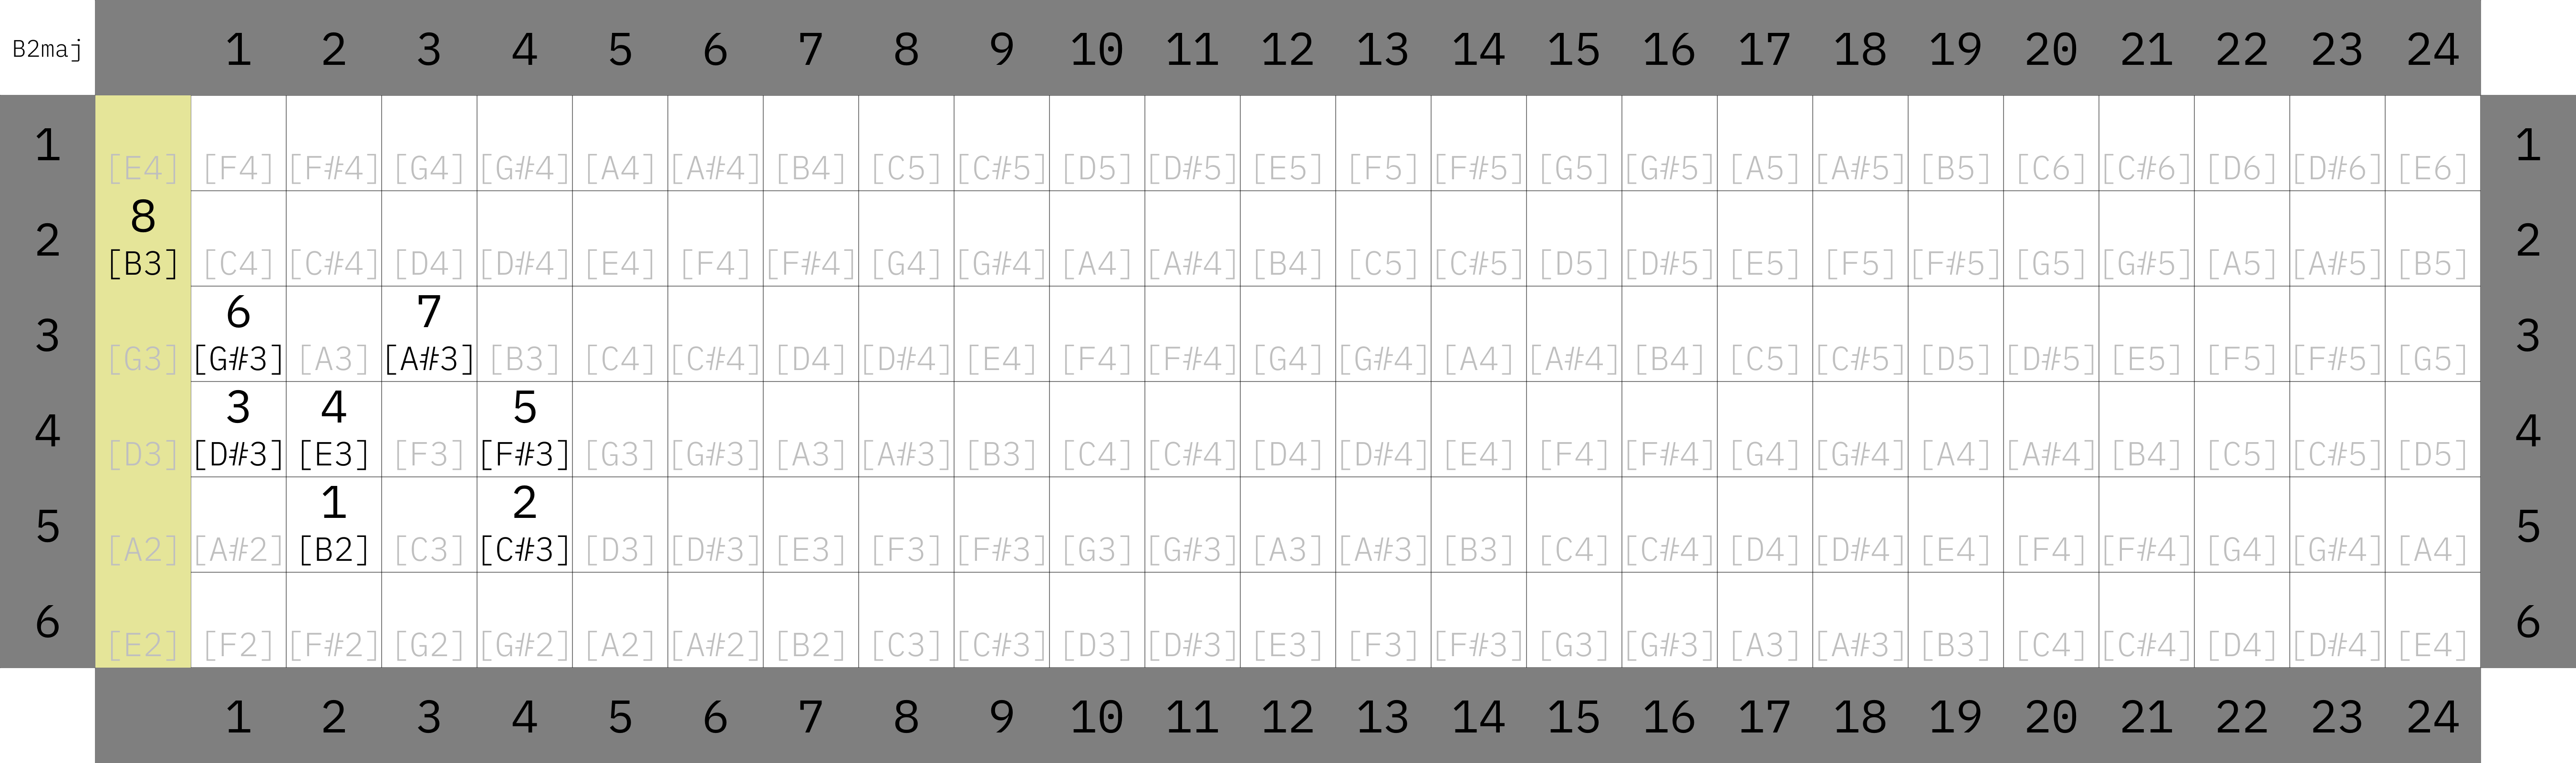 B2maj 1 2 3 4 5 6 7 8 9 10 11 12 13 14 15 16 17 18 19 20 21 22 23 24
1 1
[E4] [F4] [F#4] [G4] [G#4] [A4] [A#4] [B4] [C5] [C#5] [D5] [D#5] [E5] [F5] [F#5] [G5] [G#5] [A5] [A#5] [B5] [C6] [C#6] [D6] [D#6] [E6]
8
2 2
[B3] [C4] [C#4] [D4] [D#4] [E4] [F4] [F#4] [G4] [G#4] [A4] [A#4] [B4] [C5] [C#5] [D5] [D#5] [E5] [F5] [F#5] [G5] [G#5] [A5] [A#5] [B5]
6 7
3 3
[G3] [G#3] [A3] [A#3] [B3] [C4] [C#4] [D4] [D#4] [E4] [F4] [F#4] [G4] [G#4] [A4] [A#4] [B4] [C5] [C#5] [D5] [D#5] [E5] [F5] [F#5] [G5]
3 4 5
4 4
[D3] [D#3] [E3] [F3] [F#3] [G3] [G#3] [A3] [A#3] [B3] [C4] [C#4] [D4] [D#4] [E4] [F4] [F#4] [G4] [G#4] [A4] [A#4] [B4] [C5] [C#5] [D5]
1 2
5 5
[A2] [A#2] [B2] [C3] [C#3] [D3] [D#3] [E3] [F3] [F#3] [G3] [G#3] [A3] [A#3] [B3] [C4] [C#4] [D4] [D#4] [E4] [F4] [F#4] [G4] [G#4] [A4]
6 6
[E2] [F2] [F#2] [G2] [G#2] [A2] [A#2] [B2] [C3] [C#3] [D3] [D#3] [E3] [F3] [F#3] [G3] [G#3] [A3] [A#3] [B3] [C4] [C#4] [D4] [D#4] [E4]
1 2 3 4 5 6 7 8 9 10 11 12 13 14 15 16 17 18 19 20 21 22 23 24